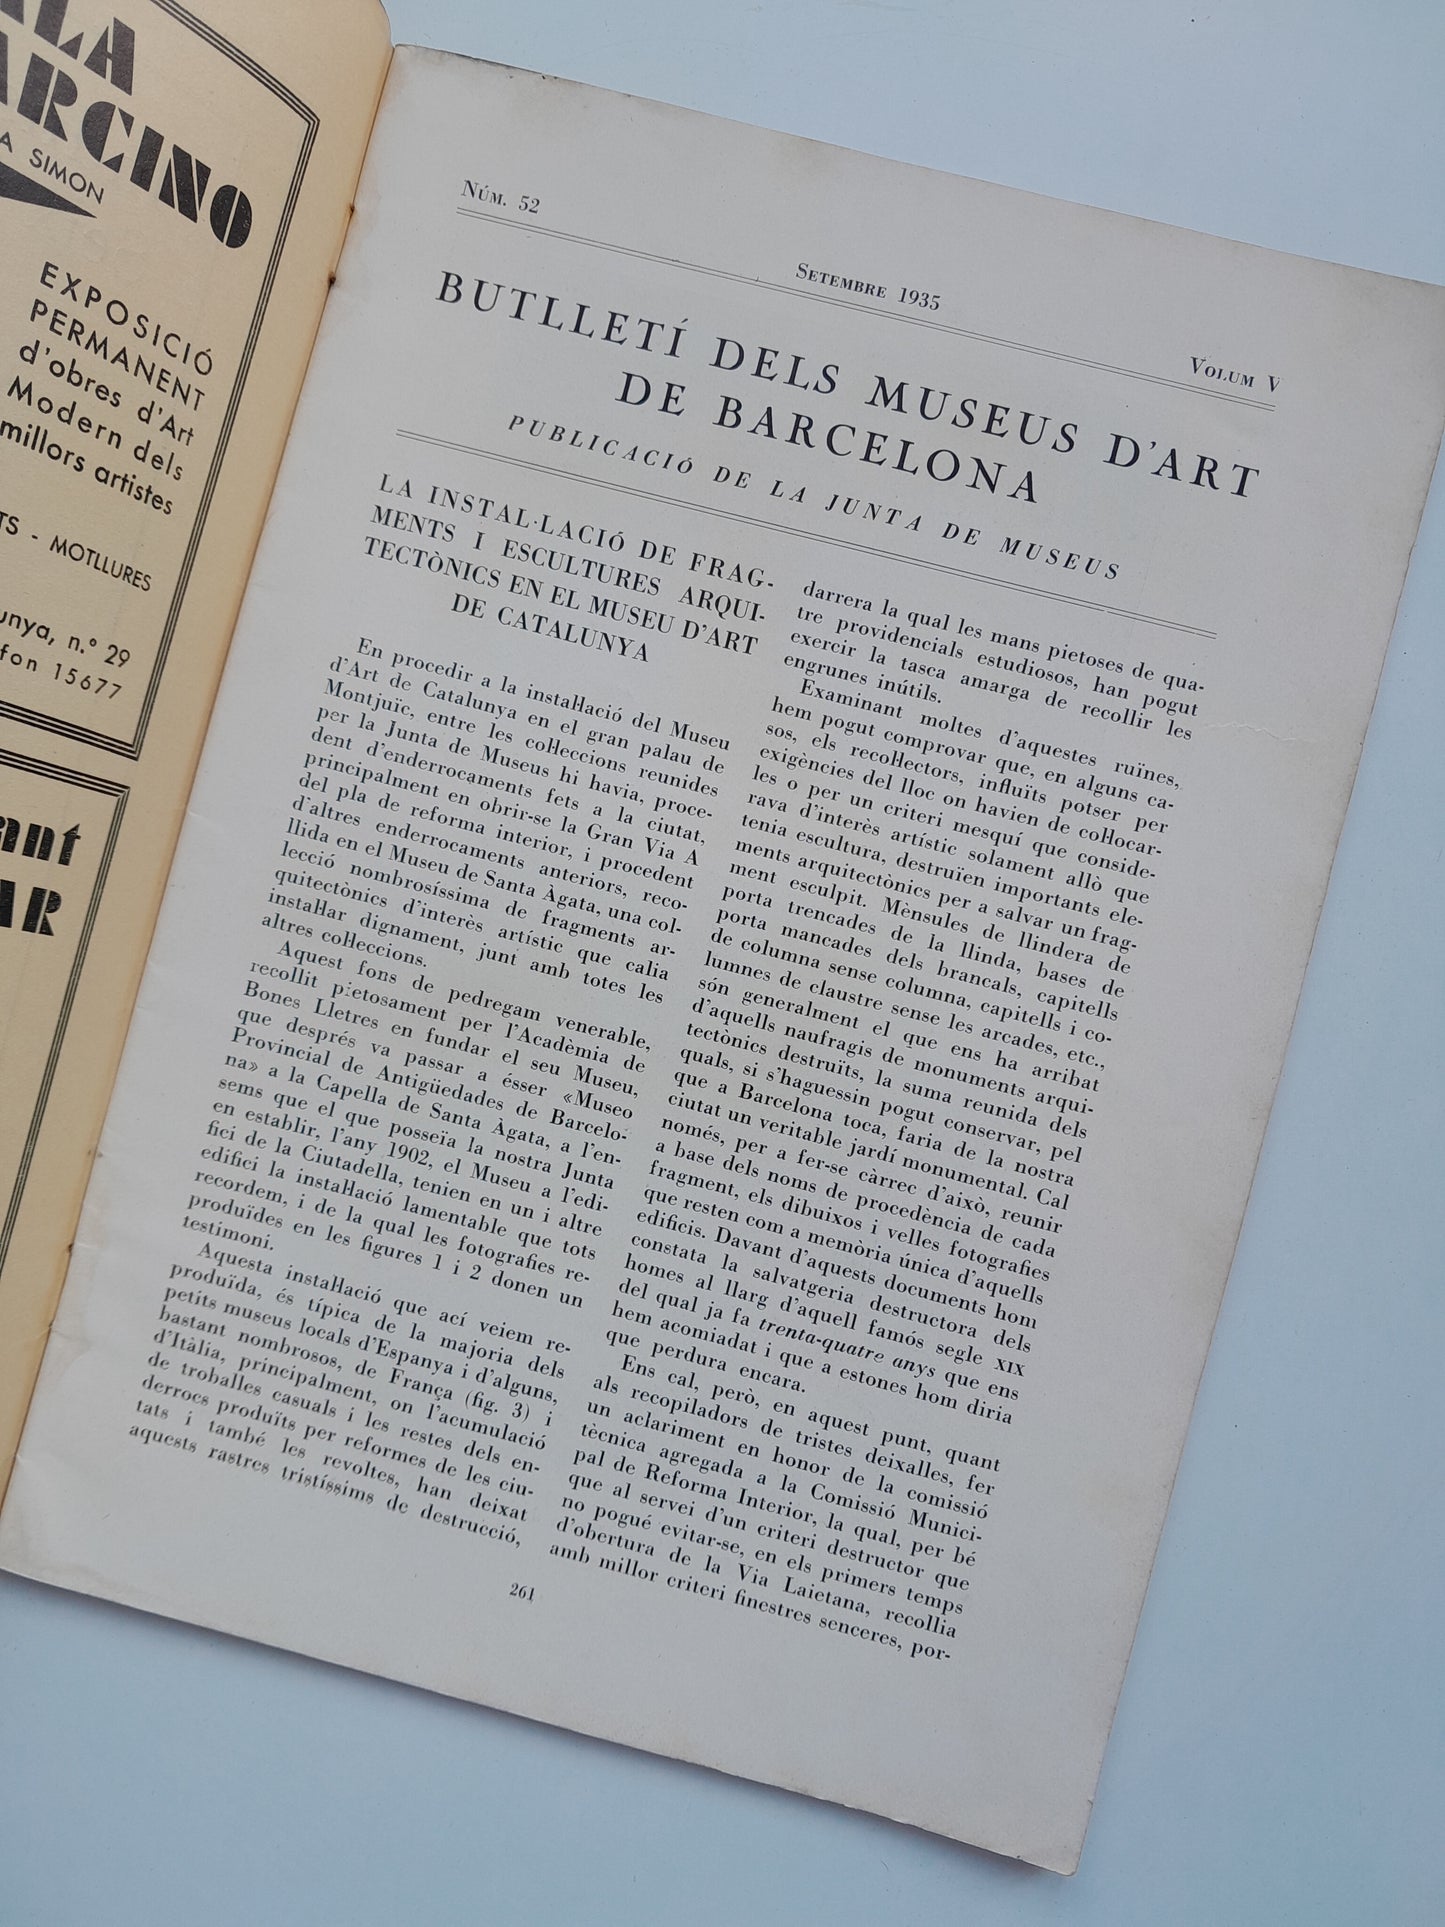 ALA
ARCINO
A SIMON
EXPOSICIÓ
PERMANENT
d'obres d'Art
Modern dels
millors artistes
TS - MOTLLURES
unya, n.º 29
fon 15677
ant
AR
Núm. 52
Setembre 1935
Volum V
BUTLLETÍ DELS MUSEUS D'ART
DE BARCELONA
PUBLICACIÓ DE LA JUNTA DE MUSEUS
LA INSTAL·LACIÓ DE FRAG-
MENTS I ESCULTURES ARQUI-
TECTÒNICS EN EL MUSEU D'ART
DE CATALUNYA
En procedir a la instal·lació del Museu
d'Art de Catalunya en el gran palau de
Montjuïc, entre les col·leccions reunides
per la Junta de Museus hi havia, proce-
dent d'enderrocaments fets a la ciutat,
principalment en obrir-se la Gran Via A
del pla de reforma interior, i procedent
d'altres enderrocaments anteriors, reco-
llida en el Museu de Santa Àgata, una col-
lecció nombrosíssima de fragments ar-
quitectònics d'interès artístic que calia
instal·lar dignament, junt amb totes les
altres col·leccions.
Aquest fons de pedregam venerable,
recollit pietosament per l'Acadèmia de
Bones Lletres en fundar el seu Museu,
que després va passar a ésser «Museo
Provincial de Antigüedades de Barcelo-
na» a la Capella de Santa Àgata, a l'en-
sems que el que posseïa la nostra Junta
en establir, l'any 1902, el Museu a l'edi-
fici de la Ciutadella, tenien en un i altre
edifici la instal·lació lamentable que tots
recordem, i de la qual les fotografies re-
produïdes en les figures 1 i 2 donen un
testimoni.
Aquesta instal·lació que ací veiem re-
produïda, és típica de la majoria dels
petits museus locals d'Espanya i d'alguns,
bastant nombrosos, de França (fig. 3) i
d'Itàlia, principalment, on l'acumulació
de troballes casuals i les restes dels en-
derrocs produïts per reformes de les ciu-
tats i també les revoltes, han deixat
aquests rastres tristíssims de destrucció,
darrera la qual les mans pietoses de qua-
tre providencials estudiosos, han pogut
exercir la tasca amarga de recollir les
engrunes inútils.
Examinant moltes d'aquestes ruïnes,
hem pogut comprovar que, en alguns ca-
sos, els recol·lectors, influïts potser per
exigències del lloc on havien de col·locar-
les o per un criteri mesquí que conside-
rava d'interès artístic solament allò que
tenia escultura, destruïen importants ele-
ments arquitectònics per a salvar un frag-
ment esculpit. Mènsules de llindera de
porta trencades de la llinda, bases de
porta mancades dels brancals, capitells
de columna sense columna, capitells i co-
lumnes de claustre sense les arcades, etc.,
són generalment el que ens ha arribat
d'aquells naufragis de monuments arqui-
tectònics destruïts, la suma reunida dels
quals, si s'haguessin pogut conservar, pel
que a Barcelona toca, faria de la nostra
ciutat un veritable jardí monumental. Cal
només, per a fer-se càrrec d'això, reunir
a base dels noms de procedència de cada
fragment, els dibuixos i velles fotografies
que resten com a memòria única d'aquells
edificis. Davant d'aquests documents hom
constata la salvatgeria destructora dels
homes al llarg d'aquell famós segle XIX
del qual ja fa trenta-quatre anys que ens
hem acomiadat i que a estones hom diria
que perdura encara.
Ens cal, però, en aquest punt, quant
als recopiladors de tristes deixalles, fer
un aclariment en honor de la comissió
tècnica agregada a la Comissió Munici-
pal de Reforma Interior, la qual, per bé
que al servei d'un criteri destructor que
no pogué evitar-se, en els primers temps
d'obertura de la Via Laietana, recollia
amb millor criteri finestres senceres, por-
261